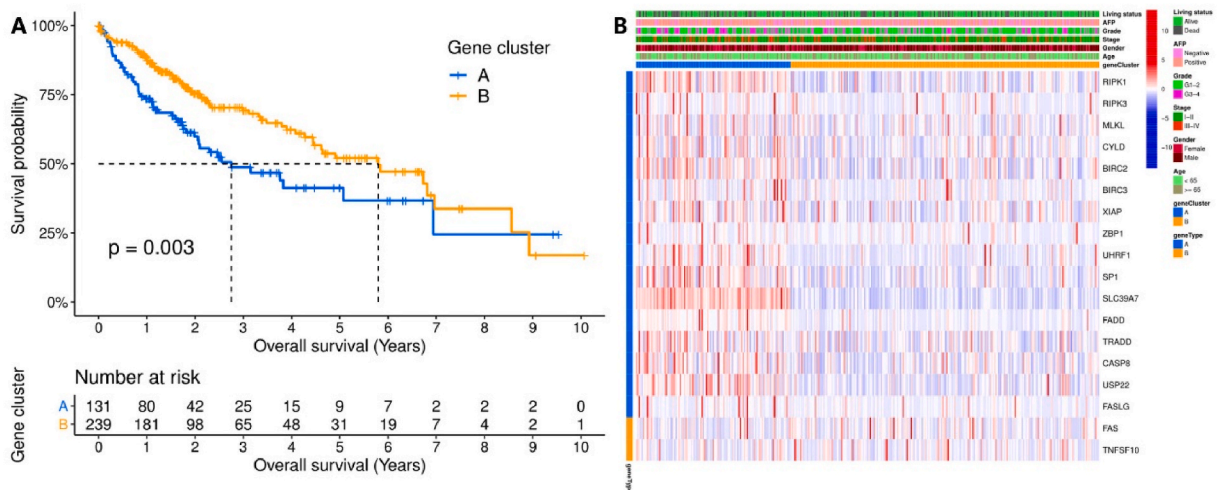 A
100%
75%
50%
25%
0%
Survival probability
Gene cluster
A
B
p = 0.003
0 1 2 3 4 5 6 7 8 9 10
Overall survival (Years)
Number at risk
Gene cluster
A 131 80 42 25 15 9 7 2 2 2 0
B 239 181 98 65 48 31 19 7 4 2 1
0 1 2 3 4 5 6 7 8 9 10
Overall survival (Years)
B
Living status
AFP
Grade
Stage
Gender
Age
geneCluster
RIPK1
RIPK3
MLKL
CYLD
BIRC2
BIRC3
XIAP
ZBP1
UHRF1
SP1
SLC39A7
FADD
TRADD
CASP8
USP22
FASLG
FAS
TNFSF10
geneType
10
5
0
-5
-10
Living status
Alive
Dead
AFP
Negative
Positive
Grade
G1-2
G3-4
Stage
I-II
III-IV
Gender
Female
Male
Age
< 65
>= 65
geneCluster
A
B
geneType
A
B